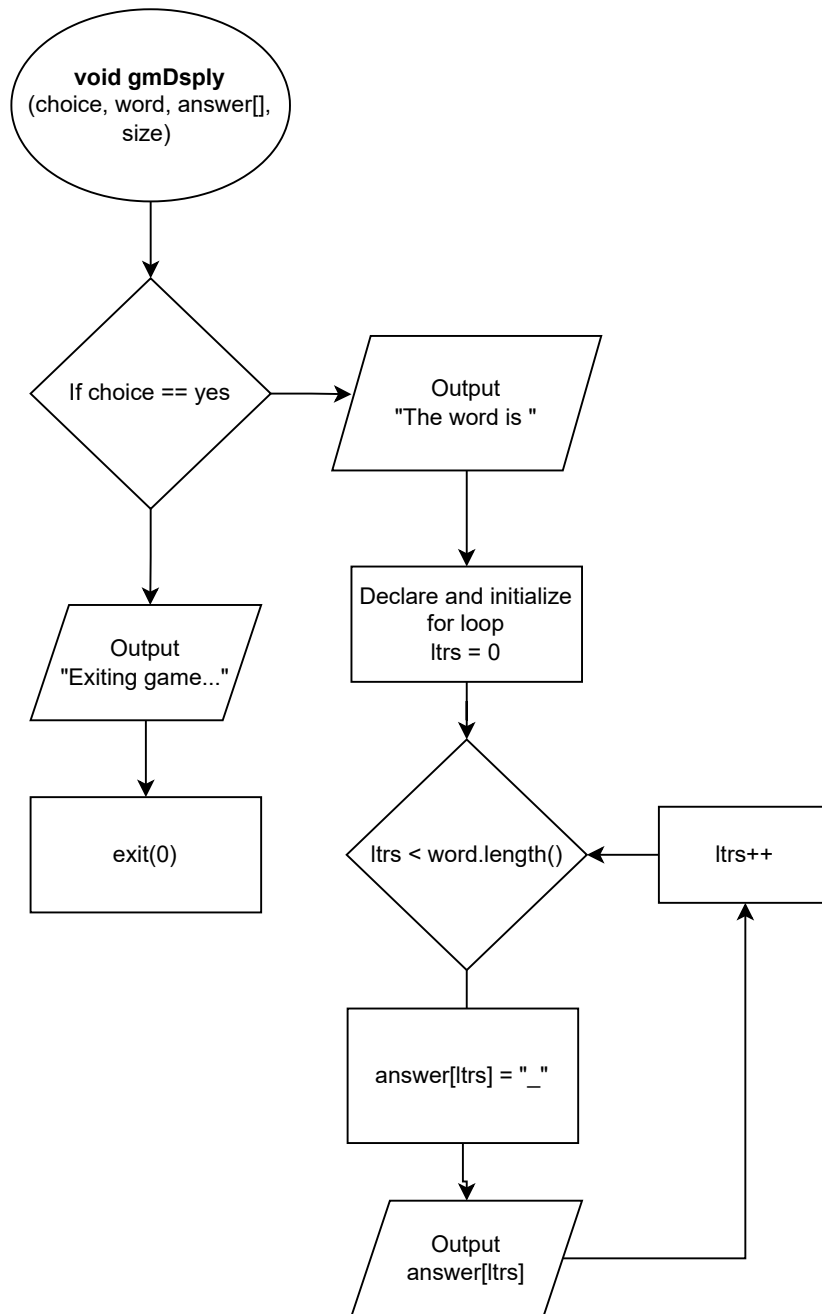 void gmDsply
(choice, word, answer[],
size)
If choice == yes
Output
"The word is "
Declare and initialize
for loop
ltrs = 0
Output
"Exiting game..."
exit(0)
ltrs < word.length()
ltrs++
answer[ltrs] = "_"
Output
answer[ltrs]